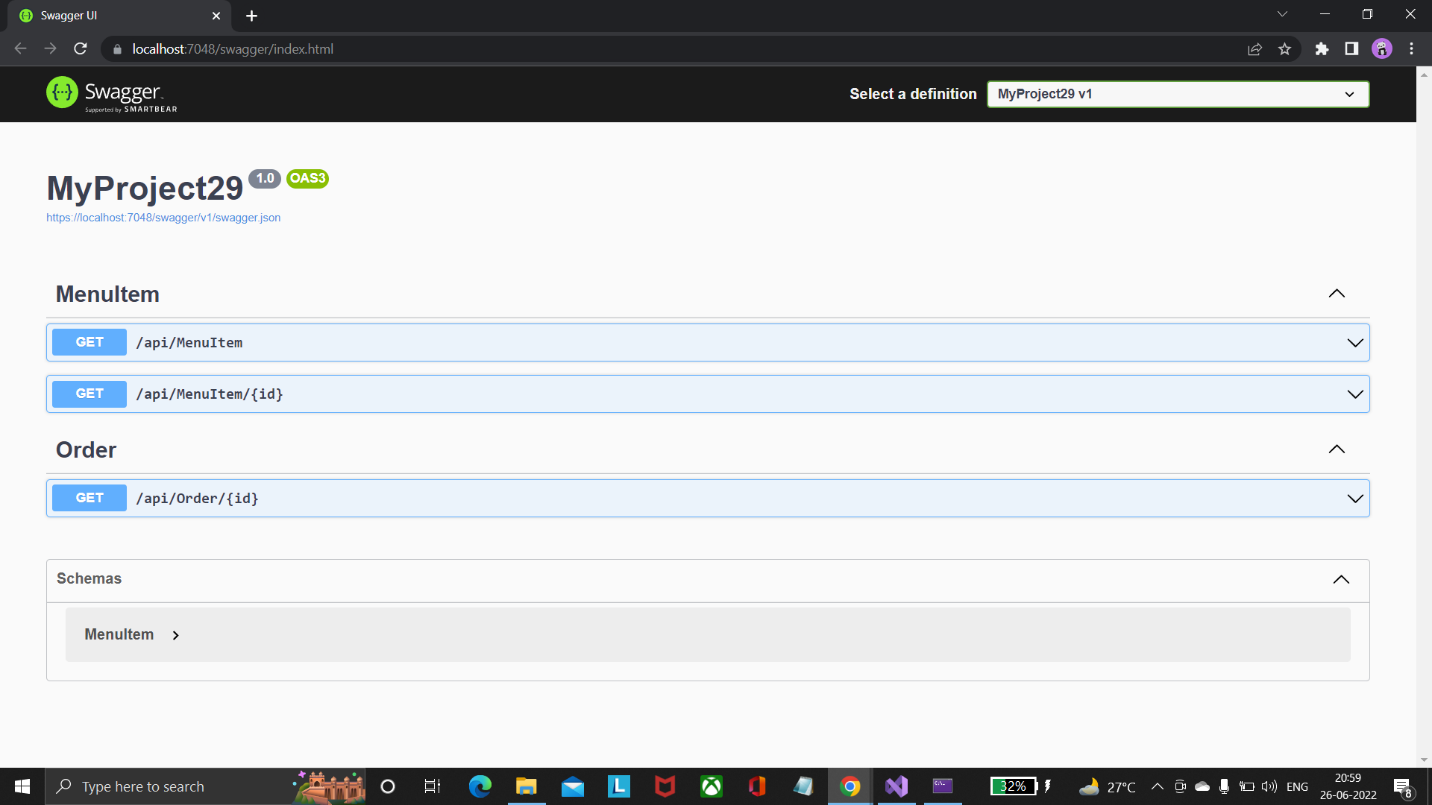 Swagger UI
localhost:7048/swagger/index.html
Swagger
Supported by SMARTBEAR
Select a definition
MyProject29 v1
MyProject29 1.0 OAS3
https://localhost:7048/swagger/v1/swagger.json
MenuItem
GET /api/MenuItem
GET /api/MenuItem/{id}
Order
GET /api/Order/{id}
Schemas
MenuItem
Type here to search
L
32%
27°C
ENG
20:59
26-06-2022
8